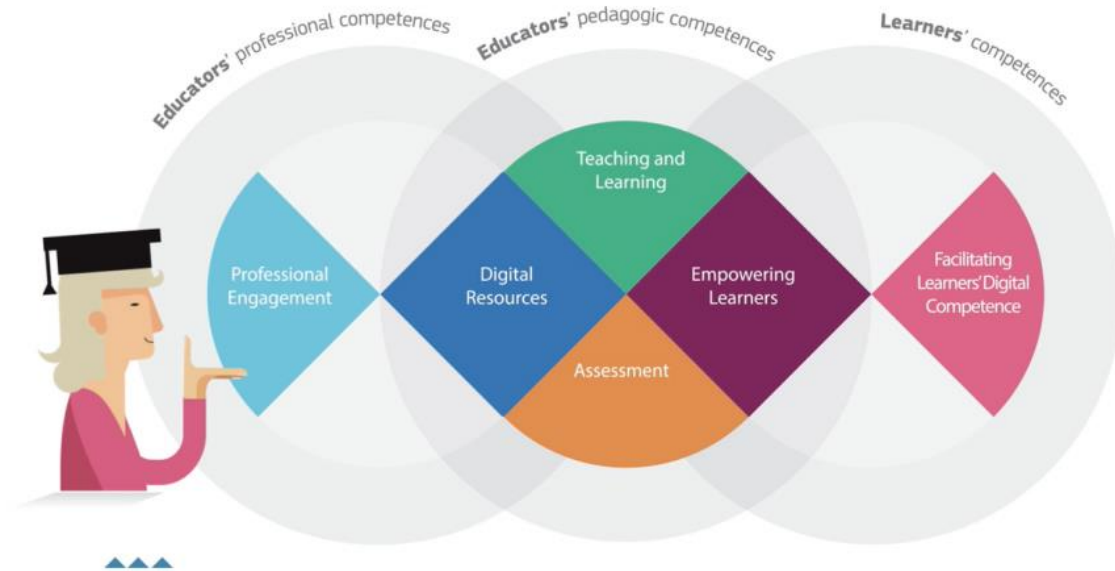 Educators' professional competences
Educators' pedagogic competences
Learners' competences
Teaching and
Learning
Professional
Engagement
Digital
Resources
Empowering
Learners
Facilitating
Learners' Digital
Competence
Assessment